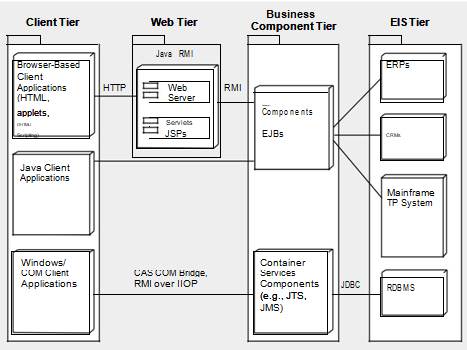 Client Tier
Web Tier
Business
Component Tier
EIS Tier
Browser-Based
Client
Applications
(HTML,
applets,
DHTML
Scripting)
HTTP
Java RMI
Web
Server
Servlets
JSPs
RMI
Components
EJBs
ERPs
CRMs
Mainframe
TP System
Java Client
Applications
Windows/
COM Client
Applications
CAS COM Bridge,
RMI over IIOP
Container
Services
Components
(e.g., JTS,
JMS)
JDBC
RDBMS